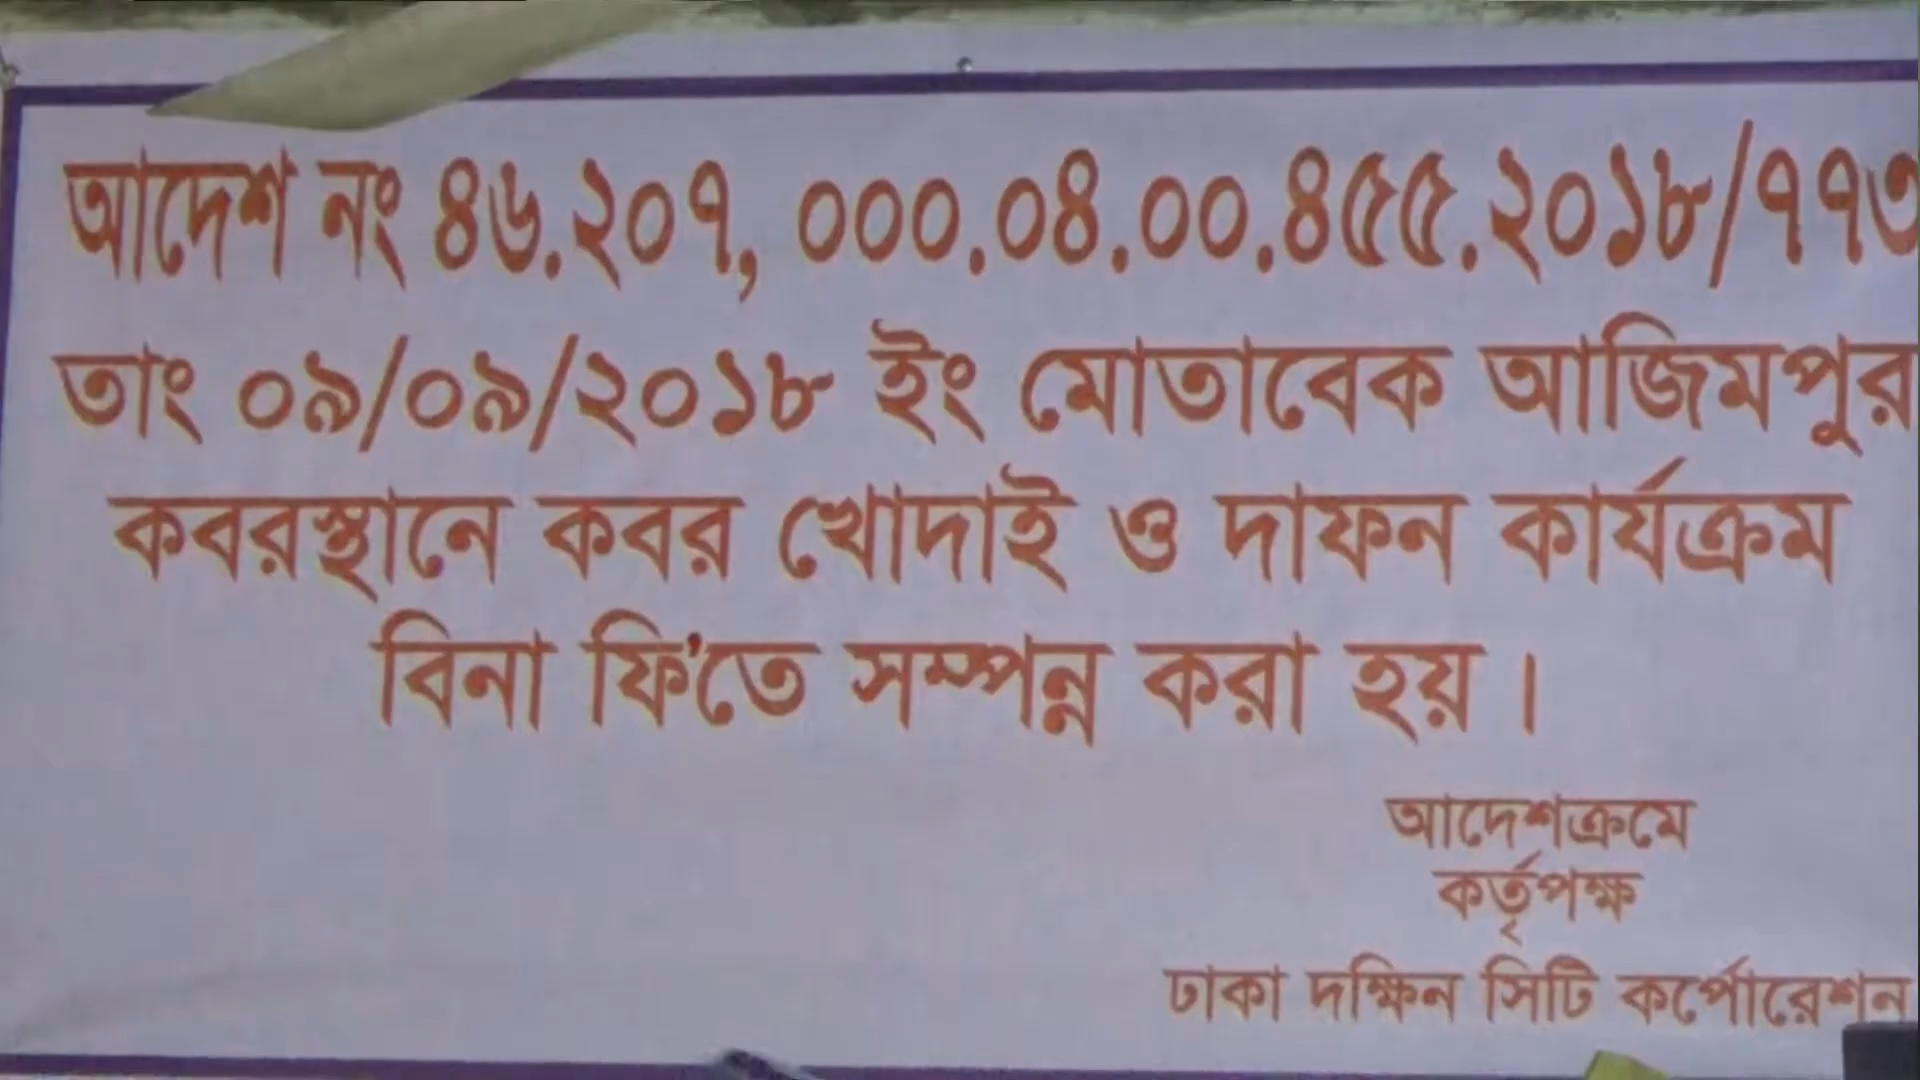 আদেশ নং ৪৬.২০৭, ০০০.০৪.০০.৪৫৫.২০১৮/৭৭৩
তাং ০৯/০৯/২০১৮ ইং মোতাবেক আজিমপুর
কবরস্থানে কবর খোদাই ও দাফন কার্যক্রম
বিনা ফি'তে সম্পন্ন করা হয়।
আদেশক্রমে
কর্তৃপক্ষ
ঢাকা দক্ষিন সিটি কর্পোরেশন